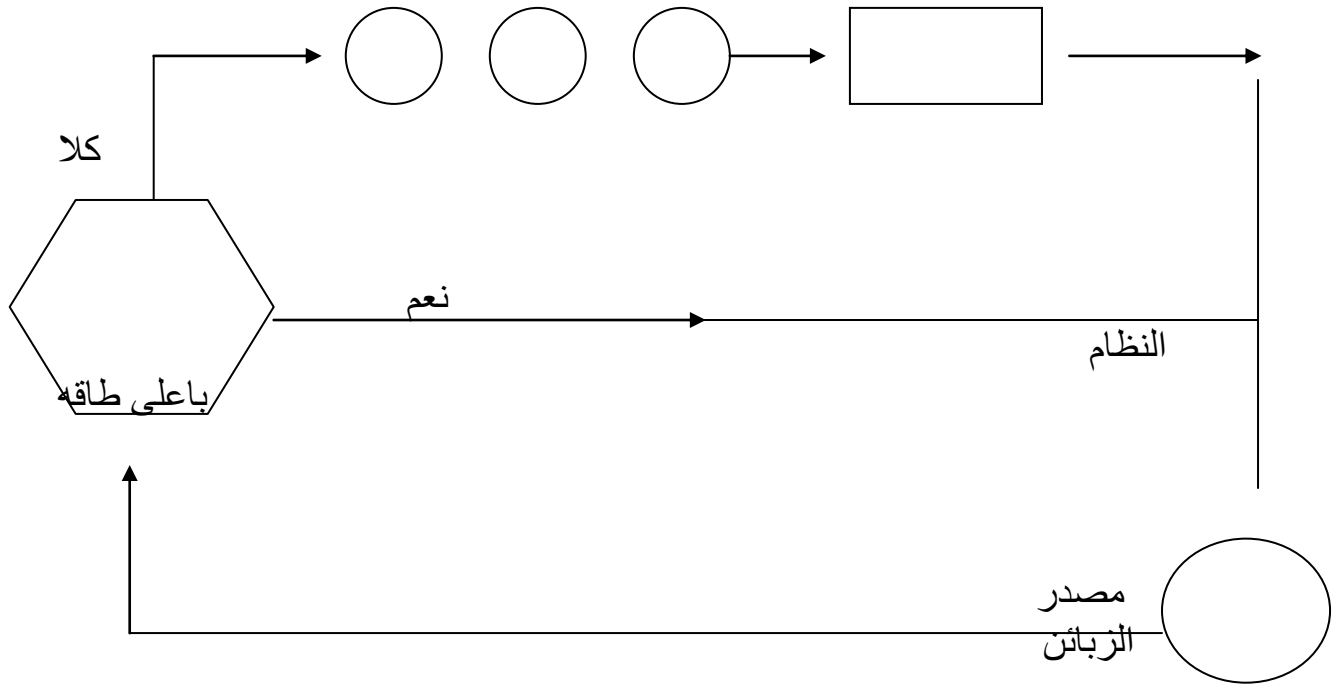 كلا
نعم
النظام
باعلى طاقه
مصدر
الزبائن